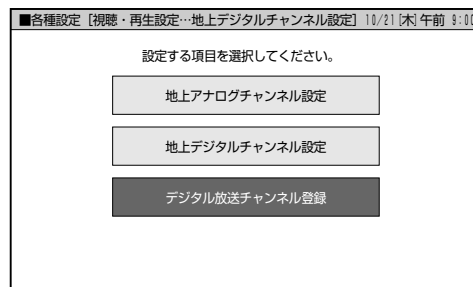 ■各種設定［視聴・再生設定…地上デジタルチャンネル設定］10/21［木］午前 9:00
設定する項目を選択してください。
地上アナログチャンネル設定
地上デジタルチャンネル設定
デジタル放送チャンネル登録